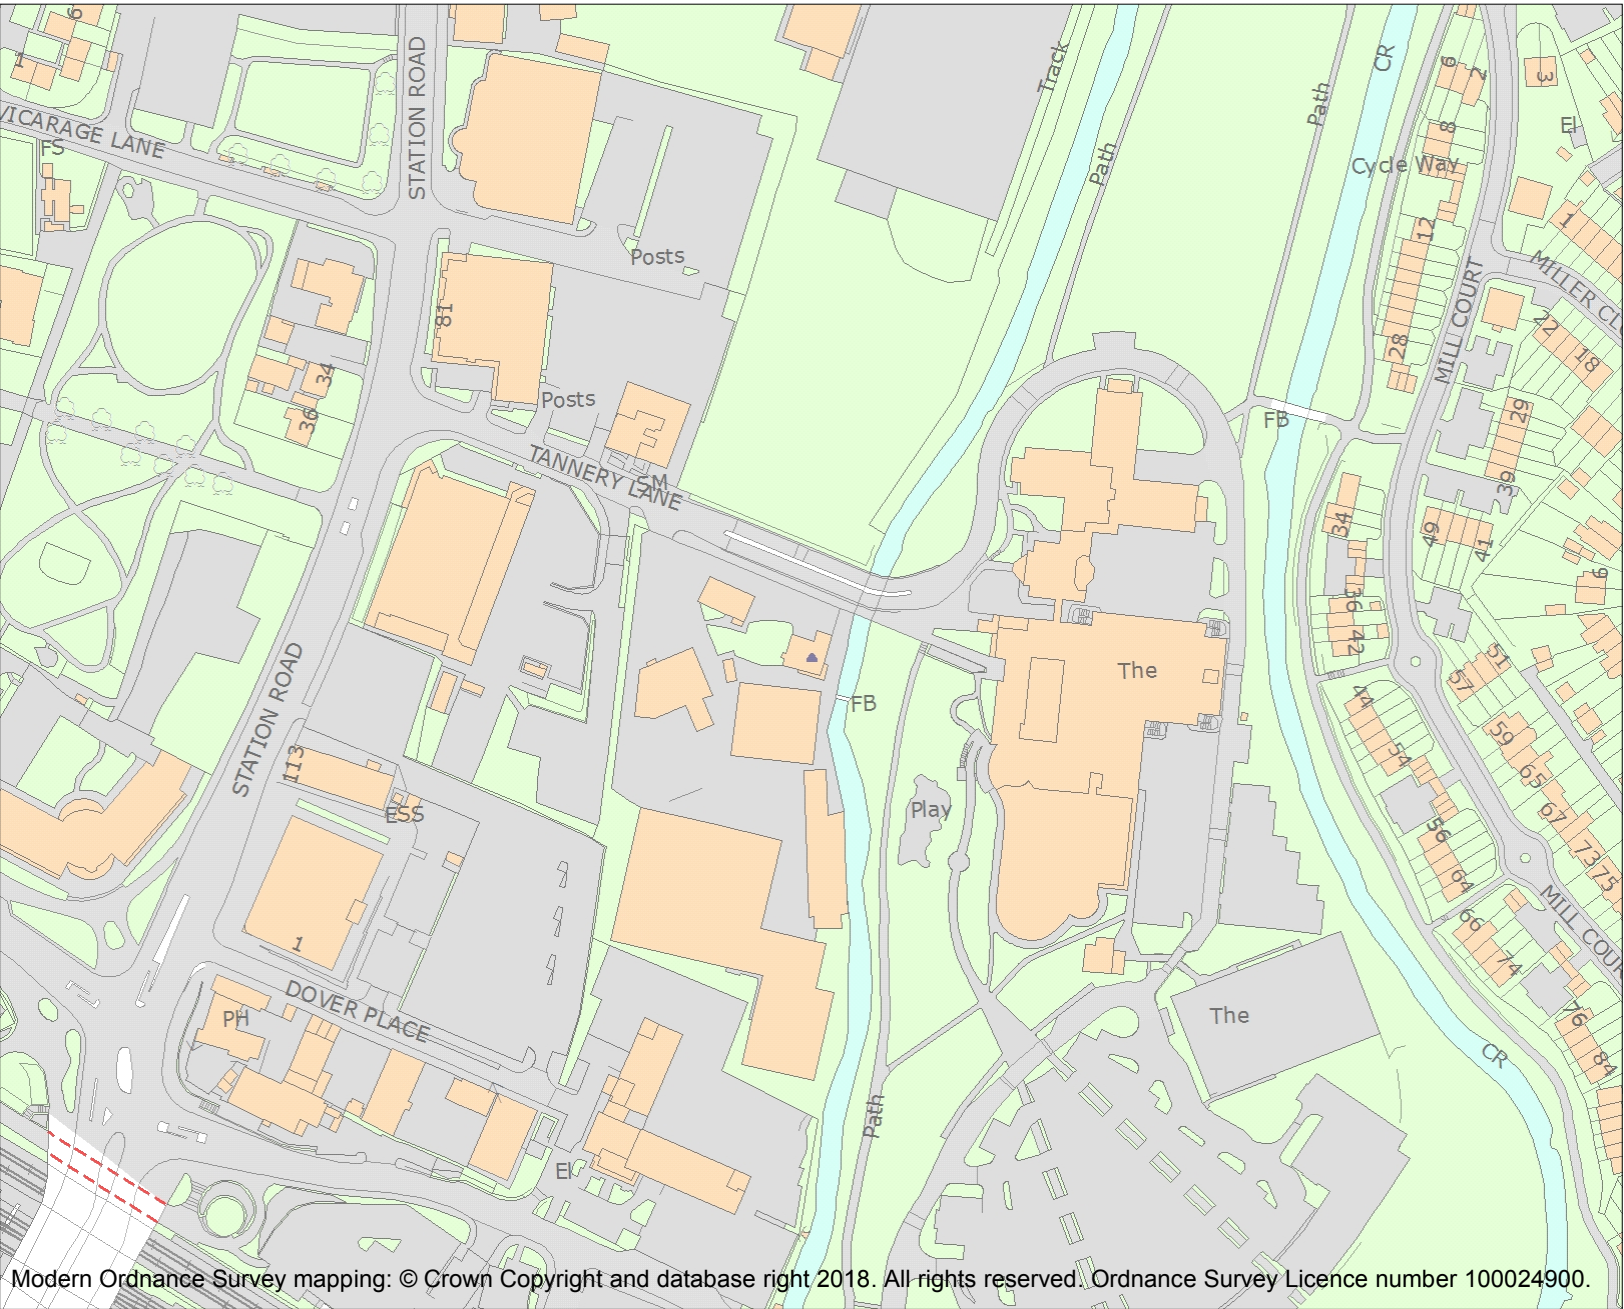 6
1
VICARAGE LANE
FS
STATION ROAD
Track
Path
Path
CR
6
2
3
8
El
Cycle Way
12
1
Posts
MILL COURT
MILLER CL
81
28
22
18
34
36
Posts
29
FB
TANNERY LANE
SM
39
34
49
41
9
36
42
STATION ROAD
The
51
57
FB
44
59
54
113
65
ESS
Play
67
56
73
75
64
1
66
MILL COUR
74
DOVER PLACE
PH
The
76
CR
84
Path
El
Modern Ordnance Survey mapping: © Crown Copyright and database right 2018. All rights reserved. Ordnance Survey Licence number 100024900.